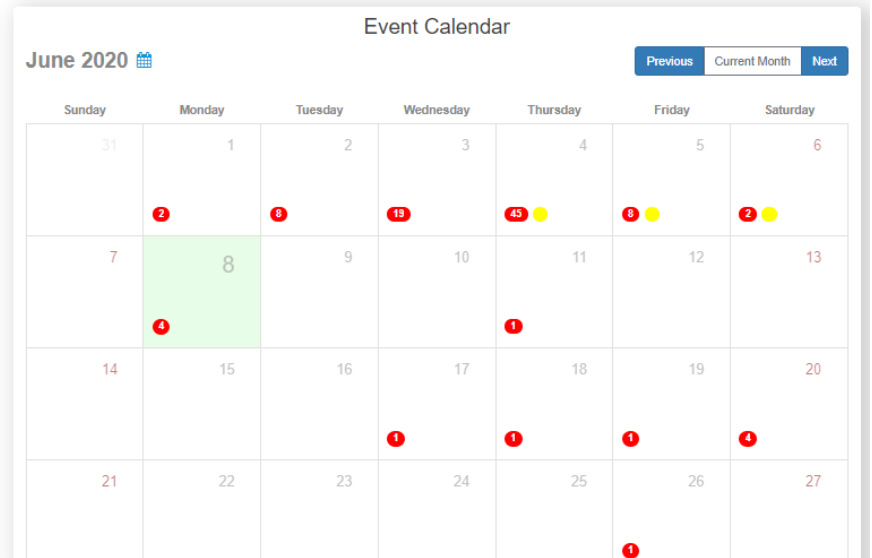 Event Calendar
June 2020
Previous Current Month Next
Sunday Monday Tuesday Wednesday Thursday Friday Saturday
31 1 2 3 4 5 6
2 8 19 45 8 2
7 8 9 10 11 12 13
4 1
14 15 16 17 18 19 20
1 1 1 4
21 22 23 24 25 26 27
1